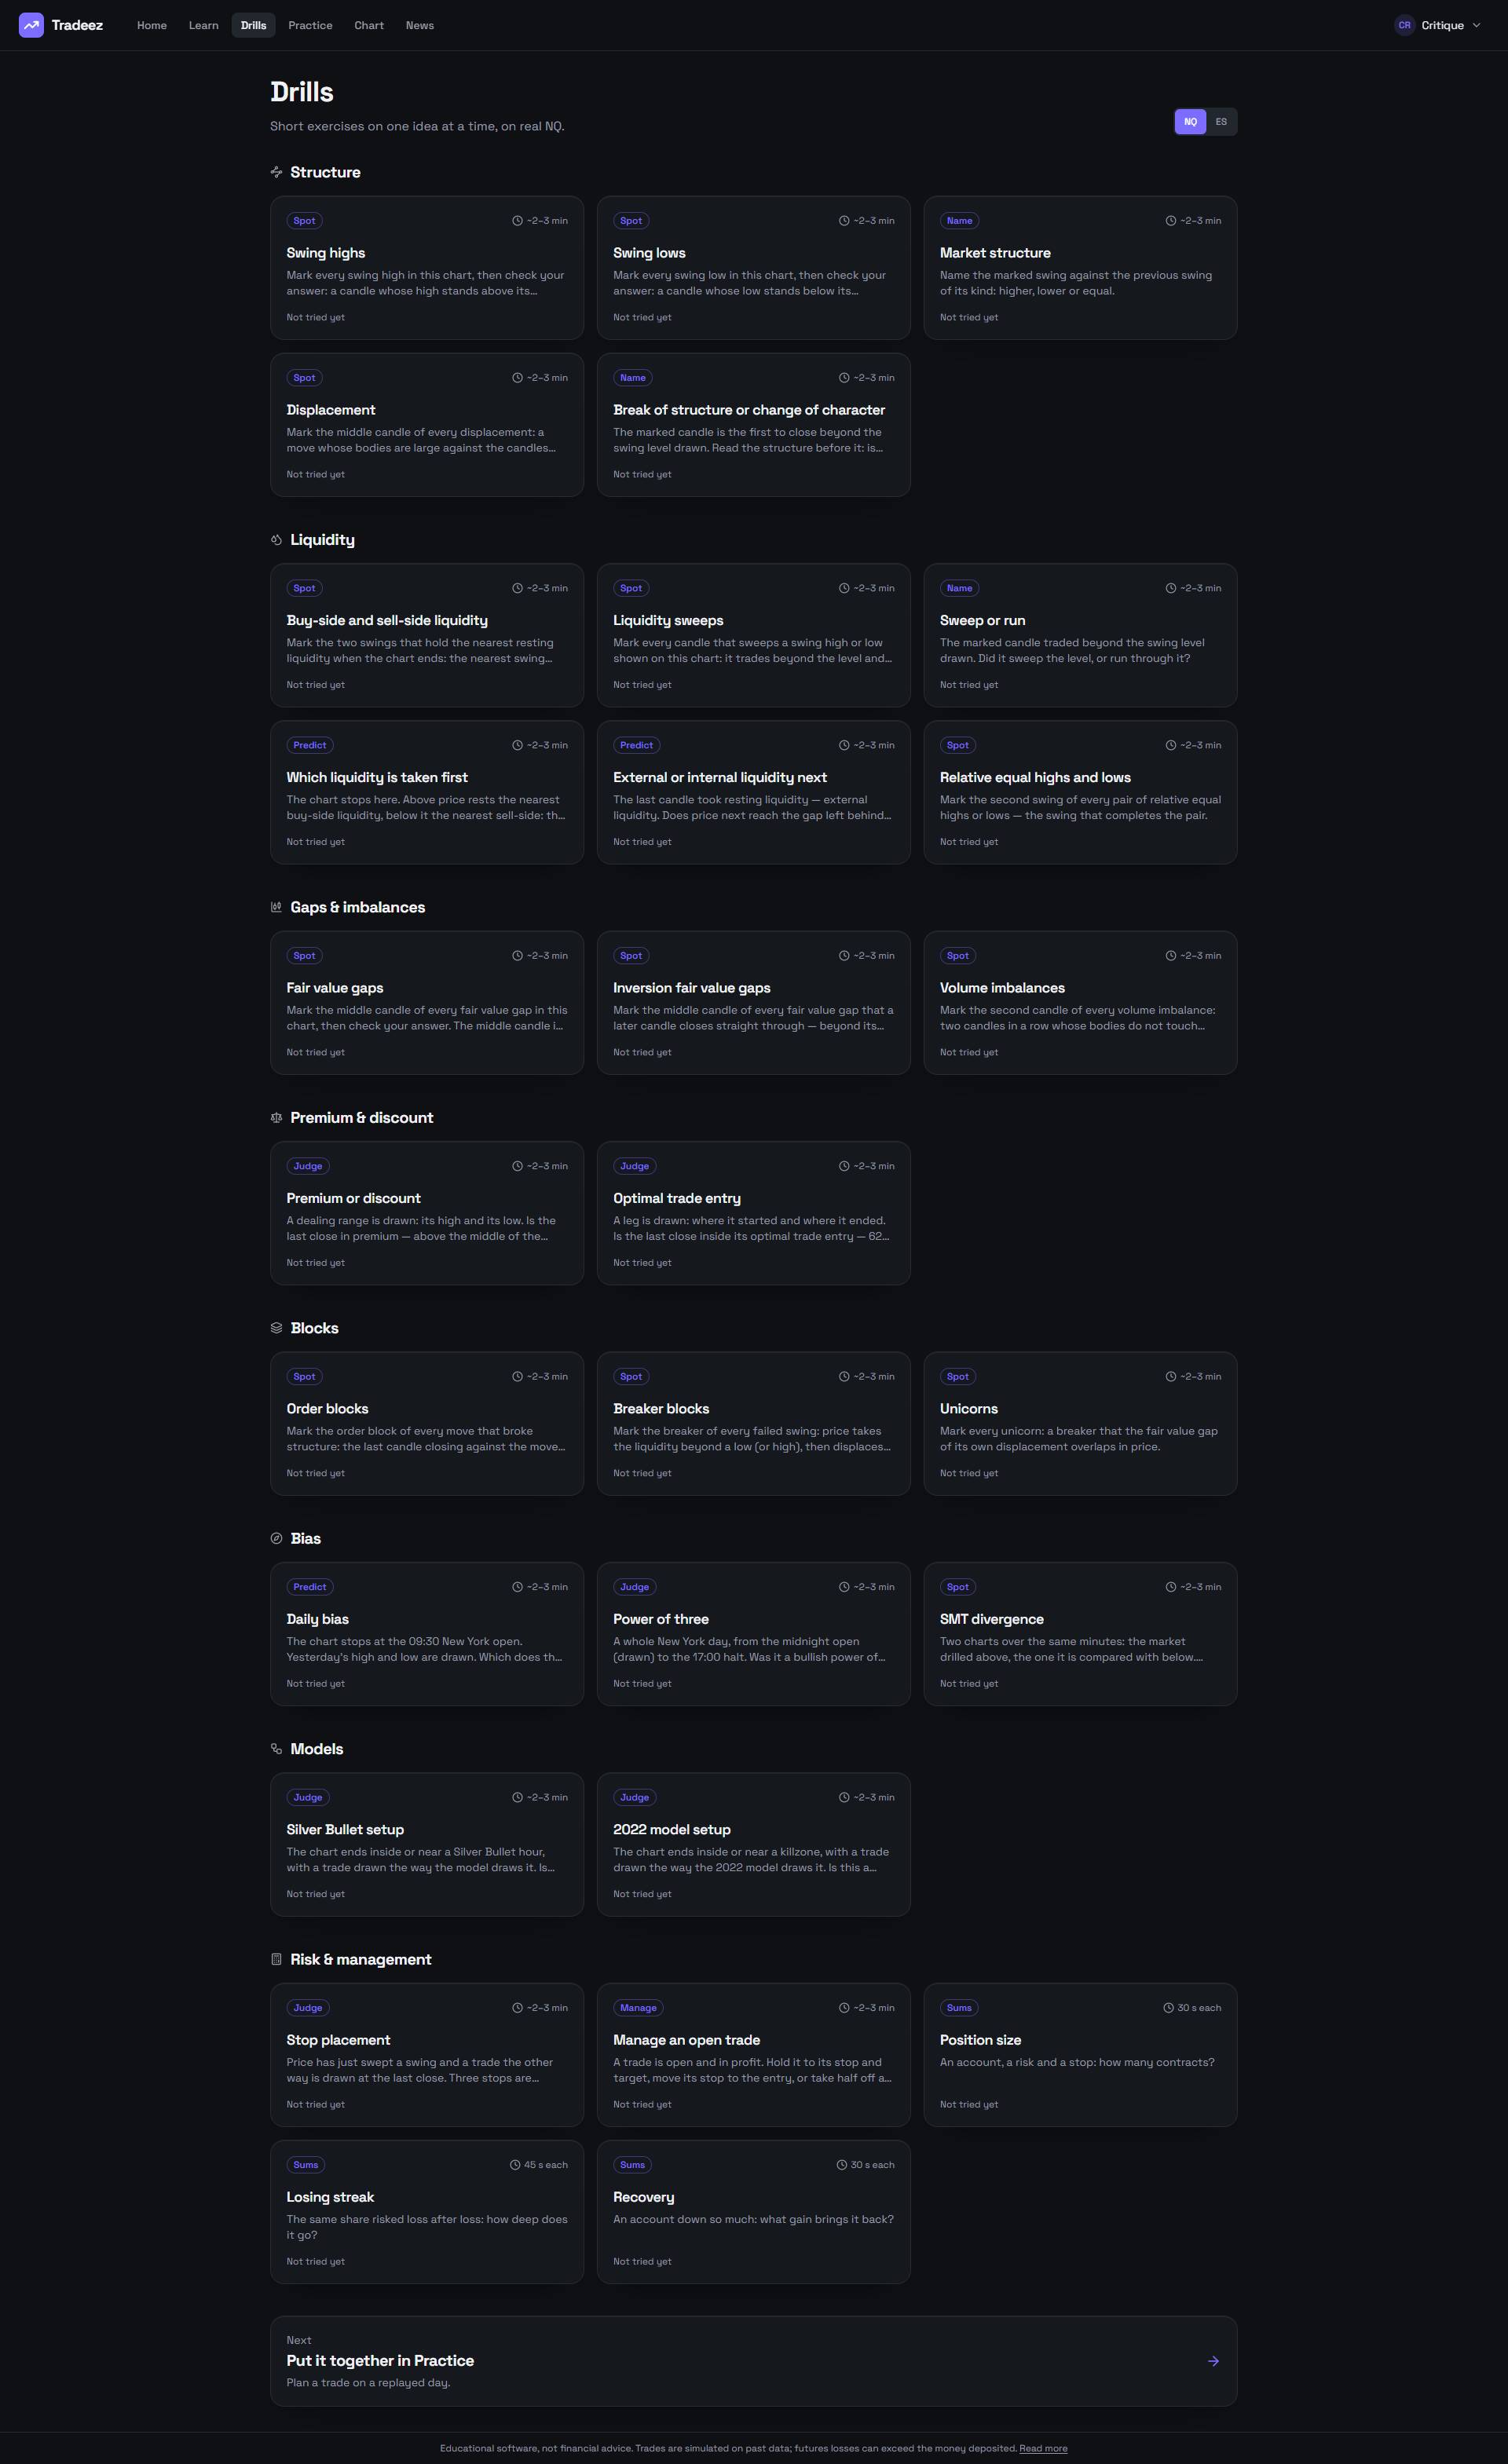 Tradeez
Home
Learn
Drills
Practice
Chart
News
CR
Critique
Drills
Short exercises on one idea at a time, on real NQ.
NQ
ES
Structure
Spot
~2–3 min
Swing highs
Mark every swing high in this chart, then check your
answer: a candle whose high stands above its…
Not tried yet
Spot
~2–3 min
Swing lows
Mark every swing low in this chart, then check your
answer: a candle whose low stands below its…
Not tried yet
Name
~2–3 min
Market structure
Name the marked swing against the previous swing
of its kind: higher, lower or equal.
Not tried yet
Spot
~2–3 min
Displacement
Mark the middle candle of every displacement: a
move whose bodies are large against the candles…
Not tried yet
Name
~2–3 min
Break of structure or change of character
The marked candle is the first to close beyond the
swing level drawn. Read the structure before it: is…
Not tried yet
Liquidity
Spot
~2–3 min
Buy-side and sell-side liquidity
Mark the two swings that hold the nearest resting
liquidity when the chart ends: the nearest swing…
Not tried yet
Spot
~2–3 min
Liquidity sweeps
Mark every candle that sweeps a swing high or low
shown on this chart: it trades beyond the level and…
Not tried yet
Name
~2–3 min
Sweep or run
The marked candle traded beyond the swing level
drawn. Did it sweep the level, or run through it?
Not tried yet
Predict
~2–3 min
Which liquidity is taken first
The chart stops here. Above price rests the nearest
buy-side liquidity, below it the nearest sell-side: th…
Not tried yet
Predict
~2–3 min
External or internal liquidity next
The last candle took resting liquidity — external
liquidity. Does price next reach the gap left behind…
Not tried yet
Spot
~2–3 min
Relative equal highs and lows
Mark the second swing of every pair of relative equal
highs or lows — the swing that completes the pair.
Not tried yet
Gaps & imbalances
Spot
~2–3 min
Fair value gaps
Mark the middle candle of every fair value gap in this
chart, then check your answer. The middle candle i…
Not tried yet
Spot
~2–3 min
Inversion fair value gaps
Mark the middle candle of every fair value gap that a
later candle closes straight through — beyond its…
Not tried yet
Spot
~2–3 min
Volume imbalances
Mark the second candle of every volume imbalance:
two candles in a row whose bodies do not touch…
Not tried yet
Premium & discount
Judge
~2–3 min
Premium or discount
A dealing range is drawn: its high and its low. Is the
last close in premium — above the middle of the…
Not tried yet
Judge
~2–3 min
Optimal trade entry
A leg is drawn: where it started and where it ended.
Is the last close inside its optimal trade entry — 62…
Not tried yet
Blocks
Spot
~2–3 min
Order blocks
Mark the order block of every move that broke
structure: the last candle closing against the move…
Not tried yet
Spot
~2–3 min
Breaker blocks
Mark the breaker of every failed swing: price takes
the liquidity beyond a low (or high), then displaces…
Not tried yet
Spot
~2–3 min
Unicorns
Mark every unicorn: a breaker that the fair value gap
of its own displacement overlaps in price.
Not tried yet
Bias
Predict
~2–3 min
Daily bias
The chart stops at the 09:30 New York open.
Yesterday's high and low are drawn. Which does th…
Not tried yet
Judge
~2–3 min
Power of three
A whole New York day, from the midnight open
(drawn) to the 17:00 halt. Was it a bullish power of…
Not tried yet
Spot
~2–3 min
SMT divergence
Two charts over the same minutes: the market
drilled above, the one it is compared with below.…
Not tried yet
Models
Judge
~2–3 min
Silver Bullet setup
The chart ends inside or near a Silver Bullet hour,
with a trade drawn the way the model draws it. Is…
Not tried yet
Judge
~2–3 min
2022 model setup
The chart ends inside or near a killzone, with a trade
drawn the way the 2022 model draws it. Is this a…
Not tried yet
Risk & management
Judge
~2–3 min
Stop placement
Price has just swept a swing and a trade the other
way is drawn at the last close. Three stops are…
Not tried yet
Manage
~2–3 min
Manage an open trade
A trade is open and in profit. Hold it to its stop and
target, move its stop to the entry, or take half off a…
Not tried yet
Sums
30 s each
Position size
An account, a risk and a stop: how many contracts?
Not tried yet
Sums
45 s each
Losing streak
The same share risked loss after loss: how deep does
it go?
Not tried yet
Sums
30 s each
Recovery
An account down so much: what gain brings it back?
Not tried yet
Next
Put it together in Practice
Plan a trade on a replayed day.
Educational software, not financial advice. Trades are simulated on past data; futures losses can exceed the money deposited. Read more